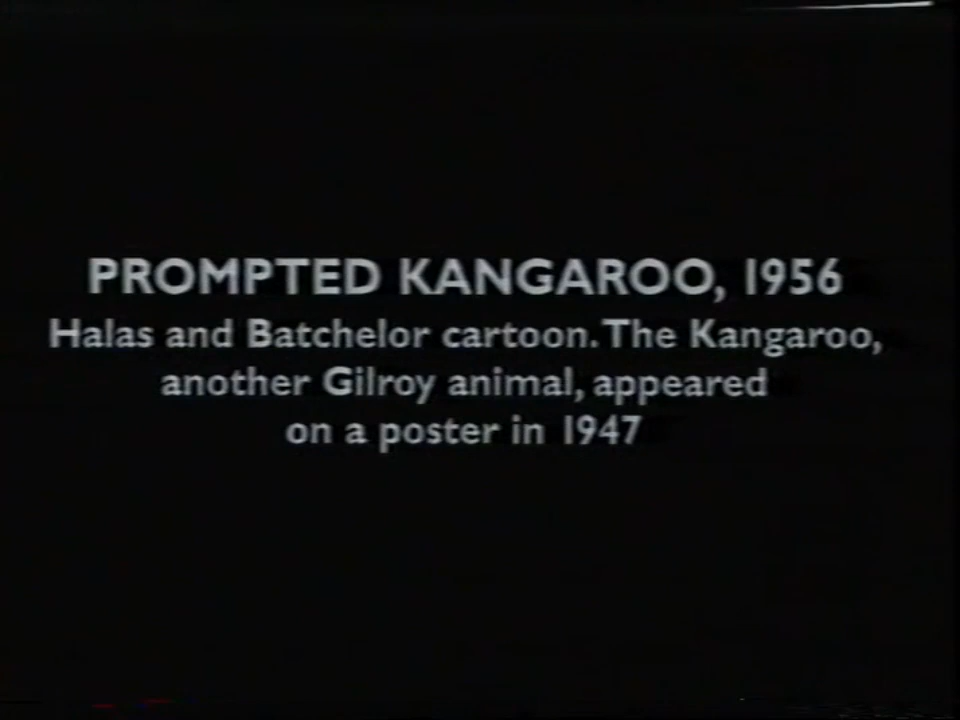 PROMPTED KANGAROO, 1956
Halas and Batchelor cartoon. The Kangaroo,
another Gilroy animal, appeared
on a poster in 1947